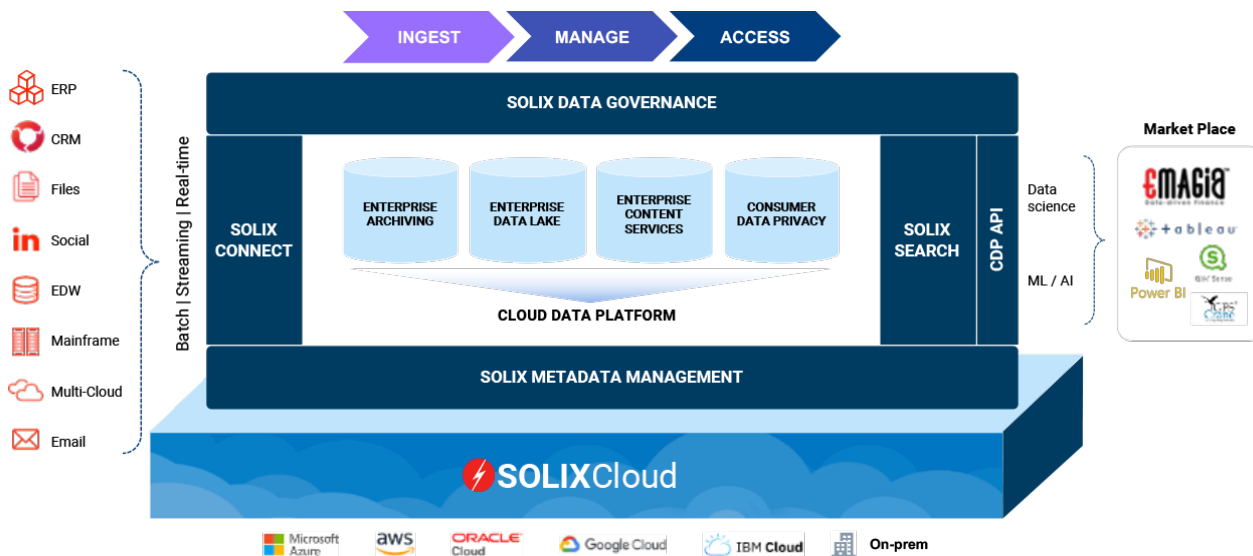 INGEST
MANAGE
ACCESS
ERP
CRM
Files
Social
EDW
Mainframe
Multi-Cloud
Email
Batch | Streaming | Real-time
SOLIX DATA GOVERNANCE
SOLIX
CONNECT
ENTERPRISE
ARCHIVING
ENTERPRISE
DATA LAKE
ENTERPRISE
CONTENT
SERVICES
CONSUMER
DATA PRIVACY
CLOUD DATA PLATFORM
SOLIX
SEARCH
CDP API
SOLIX METADATA MANAGEMENT
Data
science
ML / AI
Market Place
EMAGIA
Data-driven Finance
+ a b l e a u
Power BI
Qlik Sense
in
SOLIXCloud
Microsoft
Azure
aws
ORACLE
Cloud
Google Cloud
IBM Cloud
On-prem